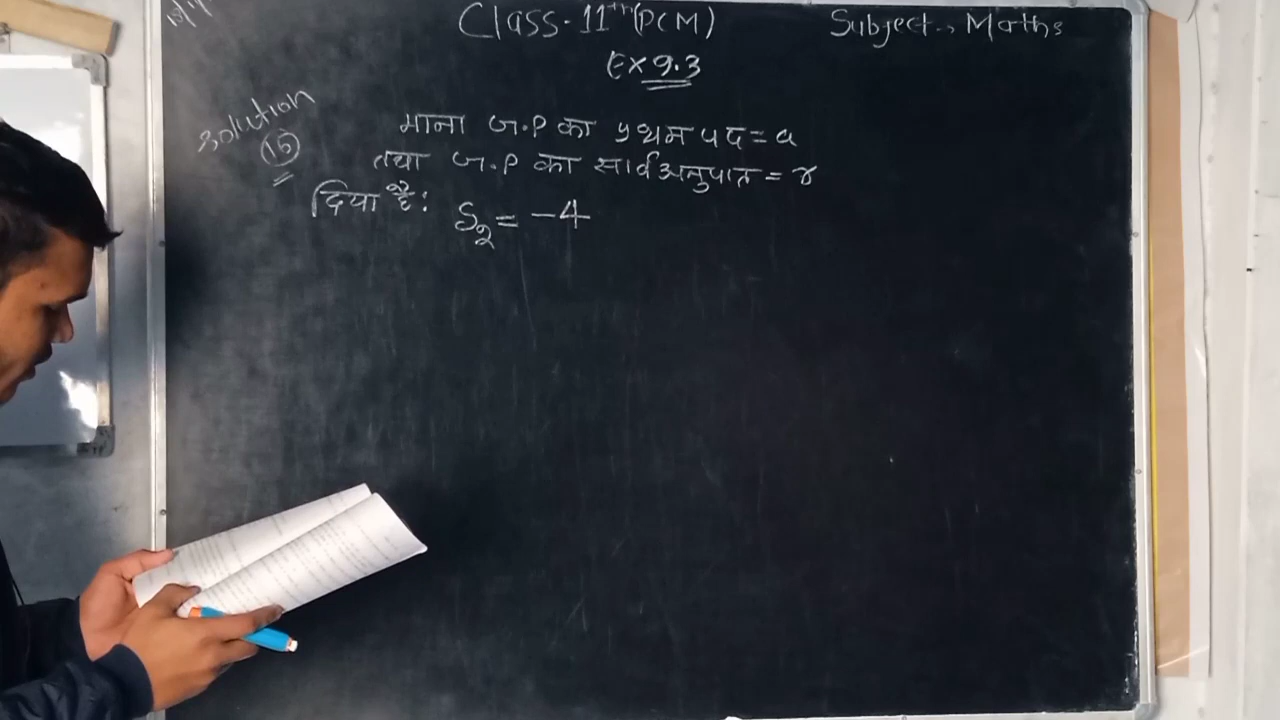 Class-11th(PCM)
Subject → Maths
Ex 9.3
Solution
15
माना G.P का प्रथम पद = a
तथा G.P का सार्वअनुपात = r
दिया है: S2 = -4